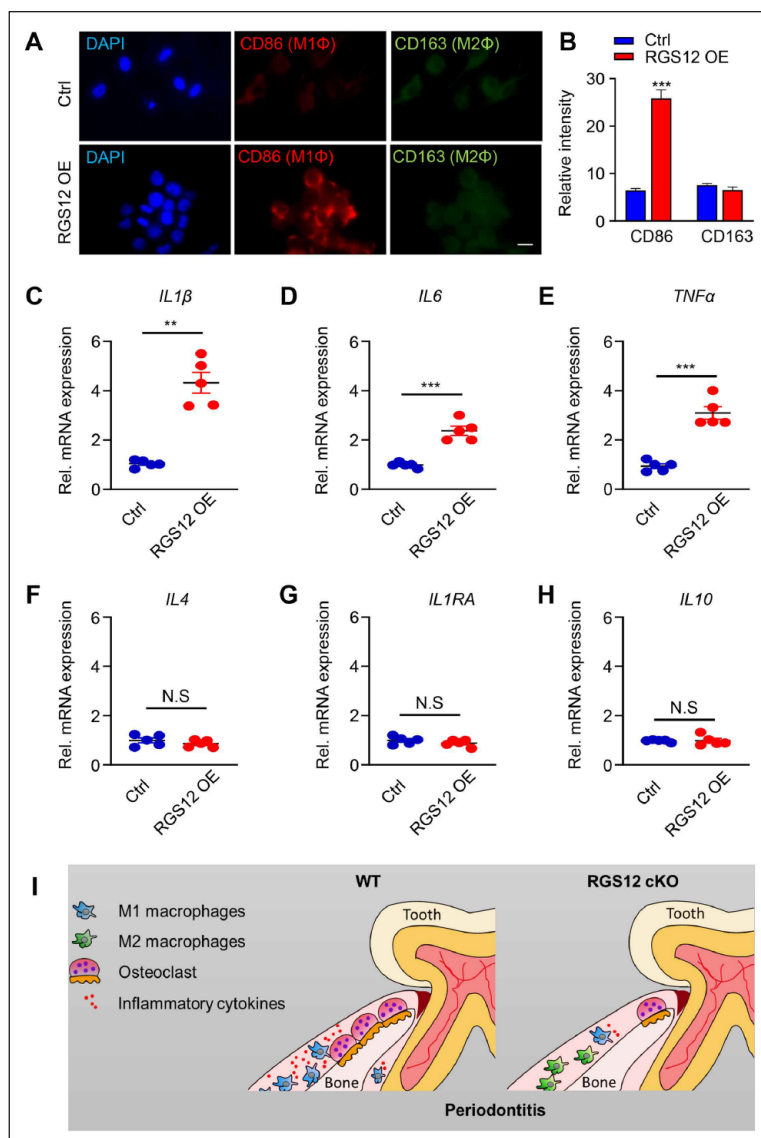 A
DAPI
CD86 (M1Φ)
CD163 (M2Φ)
Ctrl
DAPI
CD86 (M1Φ)
CD163 (M2Φ)
RGS12 OE
B
Ctrl
RGS12 OE
Relative intensity
30
20
10
0
***
CD86
CD163
C
IL1β
Rel. mRNA expression
6
4
2
0
**
Ctrl
RGS12 OE
D
IL6
Rel. mRNA expression
6
4
2
0
***
Ctrl
RGS12 OE
E
TNFα
Rel. mRNA expression
6
4
2
0
***
Ctrl
RGS12 OE
F
IL4
Rel. mRNA expression
6
4
2
0
N.S
Ctrl
RGS12 OE
G
IL1RA
Rel. mRNA expression
6
4
2
0
N.S
Ctrl
RGS12 OE
H
IL10
Rel. mRNA expression
6
4
2
0
N.S
Ctrl
RGS12 OE
I
M1 macrophages
M2 macrophages
Osteoclast
Inflammatory cytokines
WT
Tooth
Bone
RGS12 cKO
Tooth
Bone
Periodontitis